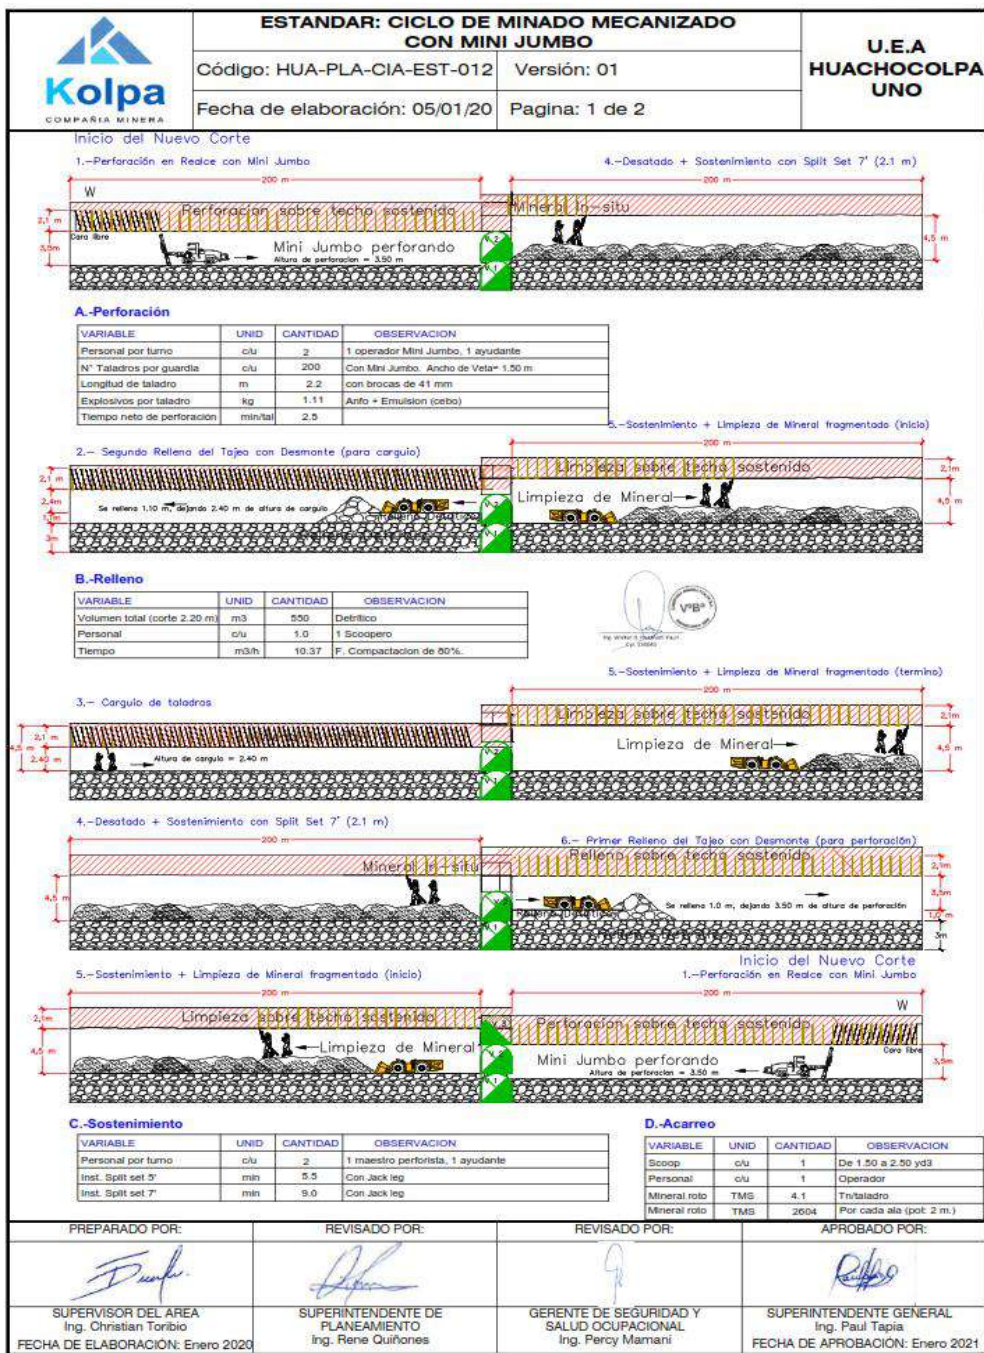 Kolpa
COMPAÑIA MINERA
ESTANDAR: CICLO DE MINADO MECANIZADO
CON MINI JUMBO
Código: HUA-PLA-CIA-EST-012
Versión: 01
Fecha de elaboración: 05/01/20
Pagina: 1 de 2
U.E.A
HUACHOCOLPA
UNO
Inicio del Nuevo Corte
1.-Perforación en Realce con Mini Jumbo
200 m
W
Perforacion sobre techo sostenido
2,1 m
Cara libre
3,5m
Mini Jumbo perforando
Altura de perforacion = 3.50 m
4.-Desatado + Sostenimiento con Split Set 7' (2.1 m)
200 m
Mineral In-situ
4,5 m
A.-Perforación
VARIABLE UNID CANTIDAD OBSERVACION
Personal por turno c/u 2 1 operador Mini Jumbo, 1 ayudante
N° Taladros por guardia c/u 200 Con Mini Jumbo. Ancho de Veta= 1.50 m
Longitud de taladro m 2.2 con brocas de 41 mm
Explosivos por taladro kg 1.11 Anfo + Emulsion (cebo)
Tiempo neto de perforación min/tal 2.5
2.- Segundo Relleno del Tajeo con Desmonte (para carguio)
2,1 m
2,4m
1,1m
3m
Se rellena 1.10 m, dejando 2.40 m de altura de carguio
Relleno Detritico
Relleno Detritico
5.-Sostenimiento + Limpieza de Mineral fragmentado (inicio)
200 m
Limpieza sobre techo sostenido
Limpieza de Mineral
2,1m
4,5 m
B.-Relleno
VARIABLE UNID CANTIDAD OBSERVACION
Volumen total (corte 2.20 m) m3 550 Detrítico
Personal c/u 1.0 1 Scoopero
Tiempo m3/h 10.37 F. Compactacion de 80%.
V°B°
3.- Carguio de taladros
4,5 m
2,1 m
2,40 m
Altura de carguio = 2.40 m
5.-Sostenimiento + Limpieza de Mineral fragmentado (termino)
200 m
Limpieza sobre techo sostenido
Limpieza de Mineral
2,1m
4,5 m
4.-Desatado + Sostenimiento con Split Set 7' (2.1 m)
200 m
Mineral In-situ
4,5 m
6.- Primer Relleno del Tajeo con Desmonte (para perforación)
Relleno sobre techo sostenido
Se rellena 1.0 m, dejando 3.50 m de altura de perforación
Relleno Detritico
Relleno Detritico
2,1m
3,5m
1,0 m
3m
5.-Sostenimiento + Limpieza de Mineral fragmentado (inicio)
200 m
Limpieza sobre techo sostenido
Limpieza de Mineral
2,1m
4,5 m
Inicio del Nuevo Corte
1.-Perforación en Realce con Mini Jumbo
200 m
W
Perforacion sobre techo sostenido
Cara libre
Mini Jumbo perforando
Altura de perforacion = 3.50 m
3,5m
C.-Sostenimiento
VARIABLE UNID CANTIDAD OBSERVACION
Personal por turno c/u 2 1 maestro perforista, 1 ayudante
Inst. Split set 5' min 5.5 Con Jack leg
Inst. Split set 7' min 9.0 Con Jack leg
D.-Acarreo
VARIABLE UNID CANTIDAD OBSERVACION
Scoop c/u 1 De 1.50 a 2.50 yd3
Personal c/u 1 Operador
Mineral roto TMS 4.1 Tn/taladro
Mineral roto TMS 2604 Por cada ala (pot: 2 m.)
PREPARADO POR:
SUPERVISOR DEL AREA
Ing. Christian Toribio
FECHA DE ELABORACIÓN: Enero 2020
REVISADO POR:
SUPERINTENDENTE DE
PLANEAMIENTO
Ing. Rene Quiñones
REVISADO POR:
GERENTE DE SEGURIDAD Y
SALUD OCUPACIONAL
Ing. Percy Mamani
APROBADO POR:
SUPERINTENDENTE GENERAL
Ing. Paul Tapia
FECHA DE APROBACIÓN: Enero 2021